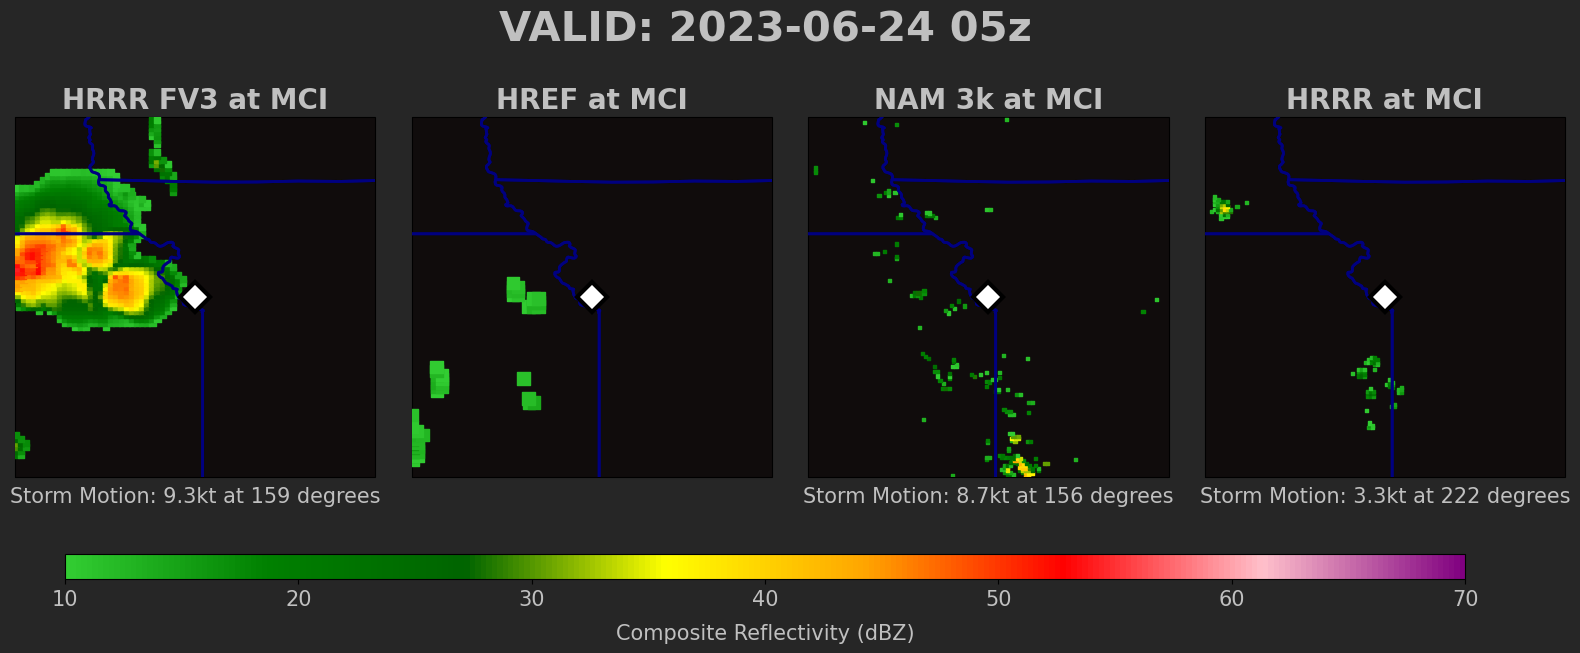 VALID: 2023-06-24 05z
HRRR FV3 at MCI
HREF at MCI
NAM 3k at MCI
HRRR at MCI
Storm Motion: 9.3kt at 159 degrees
Storm Motion: 8.7kt at 156 degrees
Storm Motion: 3.3kt at 222 degrees
10 20 30 40 50 60 70
Composite Reflectivity (dBZ)